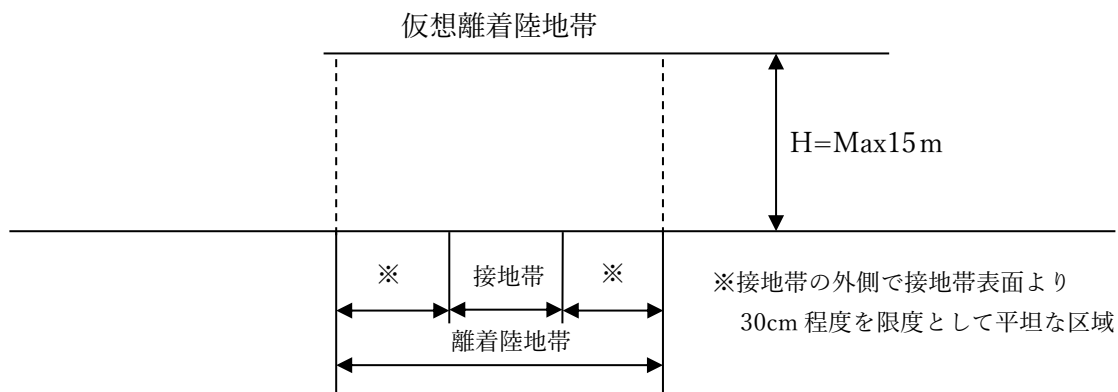 仮想離着陸地帯
H=Max15m
※
接地帯
※
離着陸地帯
※接地帯の外側で接地帯表面より
30cm 程度を限度として平坦な区域